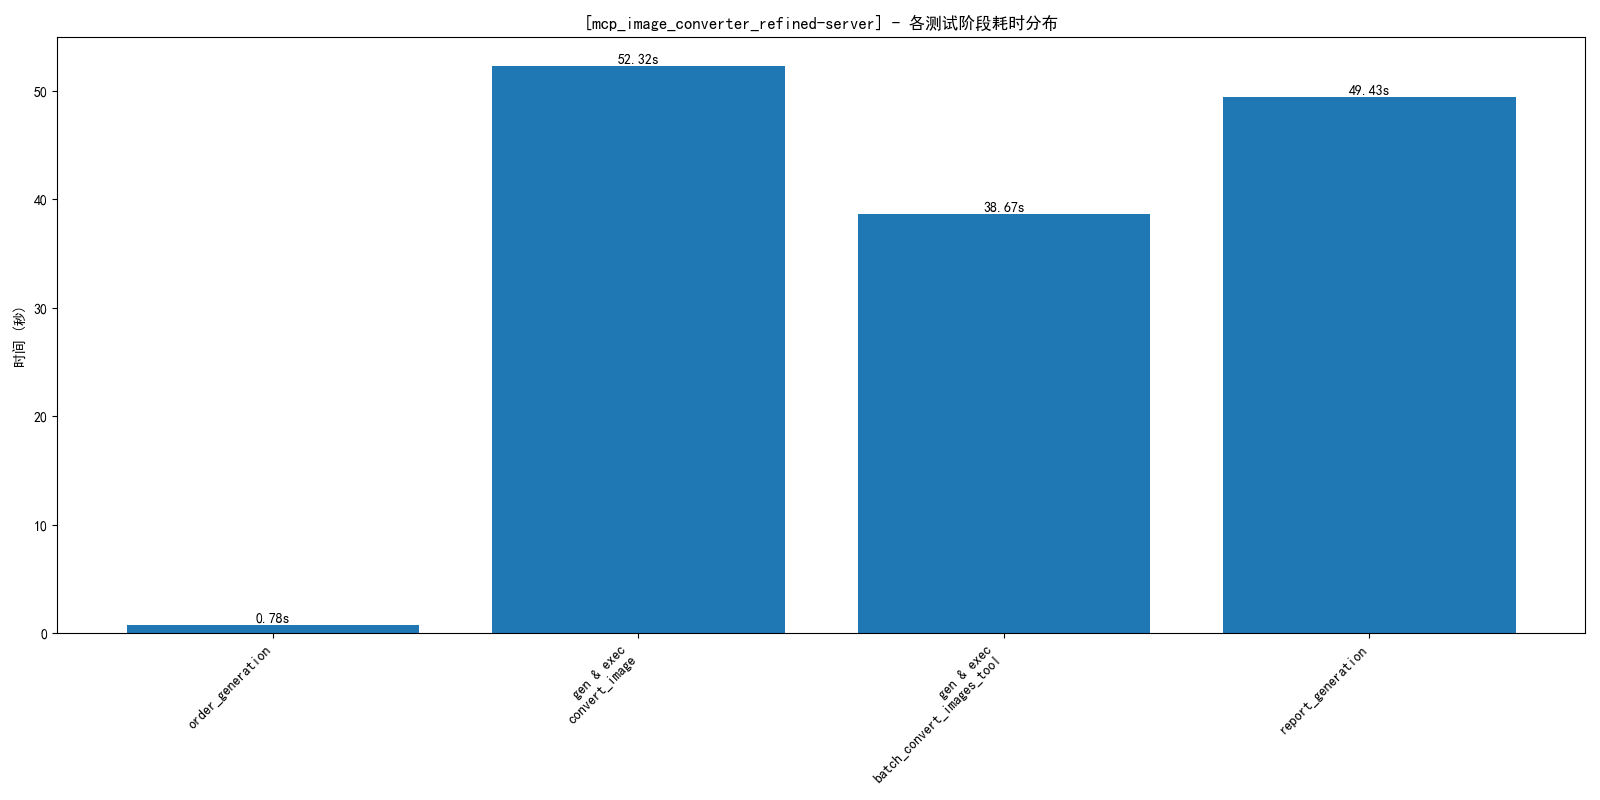 [mcp_image_converter_refined-server] - 各测试阶段耗时分布
时间 (秒)
50
40
30
20
10
0
0.78s
52.32s
38.67s
49.43s
order_generation
gen & exec
convert_image
gen & exec
batch_convert_images_tool
report_generation